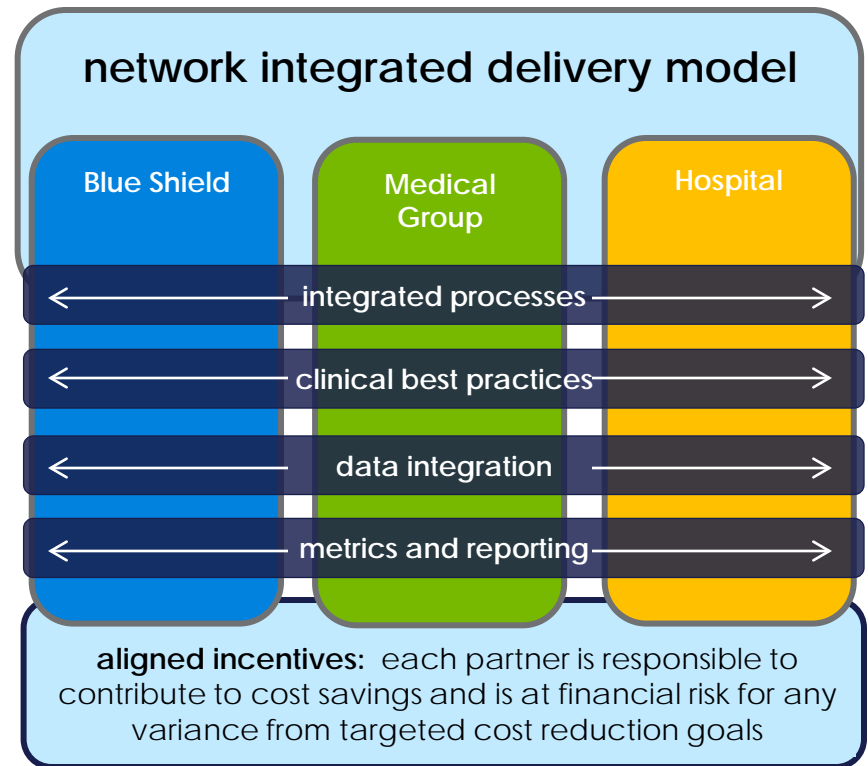 network integrated delivery model
Blue Shield
Medical
Group
Hospital
integrated processes
clinical best practices
data integration
metrics and reporting
aligned incentives: each partner is responsible to
contribute to cost savings and is at financial risk for any
variance from targeted cost reduction goals